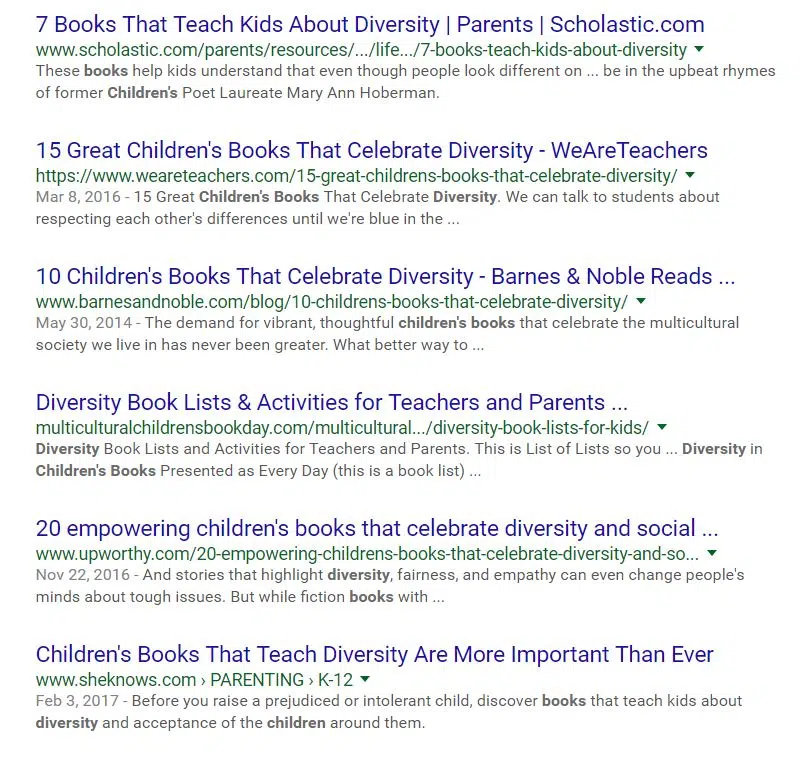 7 Books That Teach Kids About Diversity | Parents | Scholastic.com
www.scholastic.com/parents/resources/.../life.../7-books-teach-kids-about-diversity
These books help kids understand that even though people look different on ... be in the upbeat rhymes
of former Children's Poet Laureate Mary Ann Hoberman.
15 Great Children's Books That Celebrate Diversity - WeAreTeachers
https://www.weareteachers.com/15-great-childrens-books-that-celebrate-diversity/
Mar 8, 2016 - 15 Great Children's Books That Celebrate Diversity. We can talk to students about
respecting each other's differences until we're blue in the ...
10 Children's Books That Celebrate Diversity - Barnes & Noble Reads ...
www.barnesandnoble.com/blog/10-childrens-books-that-celebrate-diversity/
May 30, 2014 - The demand for vibrant, thoughtful children's books that celebrate the multicultural
society we live in has never been greater. What better way to ...
Diversity Book Lists & Activities for Teachers and Parents ...
multiculturalchildrensbookday.com/multicultural.../diversity-book-lists-for-kids/
Diversity Book Lists and Activities for Teachers and Parents. This is List of Lists so you ... Diversity in
Children's Books Presented as Every Day (this is a book list) ...
20 empowering children's books that celebrate diversity and social ...
www.upworthy.com/20-empowering-childrens-books-that-celebrate-diversity-and-so...
Nov 22, 2016 - And stories that highlight diversity, fairness, and empathy can even change people's
minds about tough issues. But while fiction books with ...
Children's Books That Teach Diversity Are More Important Than Ever
www.sheknows.com › PARENTING › K-12
Feb 3, 2017 - Before you raise a prejudiced or intolerant child, discover books that teach kids about
diversity and acceptance of the children around them.